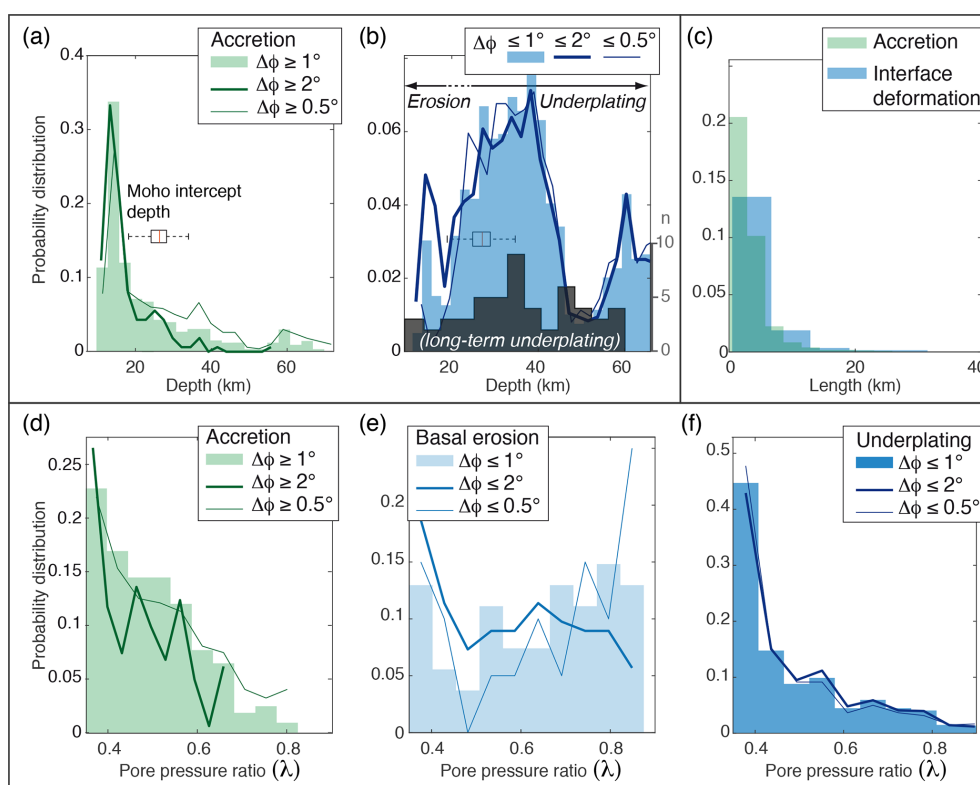 (a)
Accretion
Δϕ ≥ 1°
Δϕ ≥ 2°
Δϕ ≥ 0.5°
0.4
0.3
0.2
0.1
0
Probability distribution
Moho intercept
depth
20
40
60
Depth (km)
(b)
Δϕ ≤ 1° ≤ 2° ≤ 0.5°
Erosion
Underplating
0.06
0.04
0.02
0
n
10
5
0
(long-term underplating)
20
40
60
Depth (km)
(c)
Accretion
Interface
deformation
0.2
0.15
0.1
0.05
0
0
20
40
Length (km)
(d)
Accretion
Δϕ ≥ 1°
Δϕ ≥ 2°
Δϕ ≥ 0.5°
0.25
0.2
0.15
0.1
0.05
0
Probability distribution
0.4
0.6
0.8
Pore pressure ratio (λ)
(e)
Basal erosion
Δϕ ≤ 1°
Δϕ ≤ 2°
Δϕ ≤ 0.5°
0.2
0.15
0.1
0.05
0
0.4
0.6
0.8
Pore pressure ratio (λ)
(f)
Underplating
Δϕ ≤ 1°
Δϕ ≤ 2°
Δϕ ≤ 0.5°
0.5
0.4
0.3
0.2
0.1
0
0.4
0.6
0.8
Pore pressure ratio (λ)